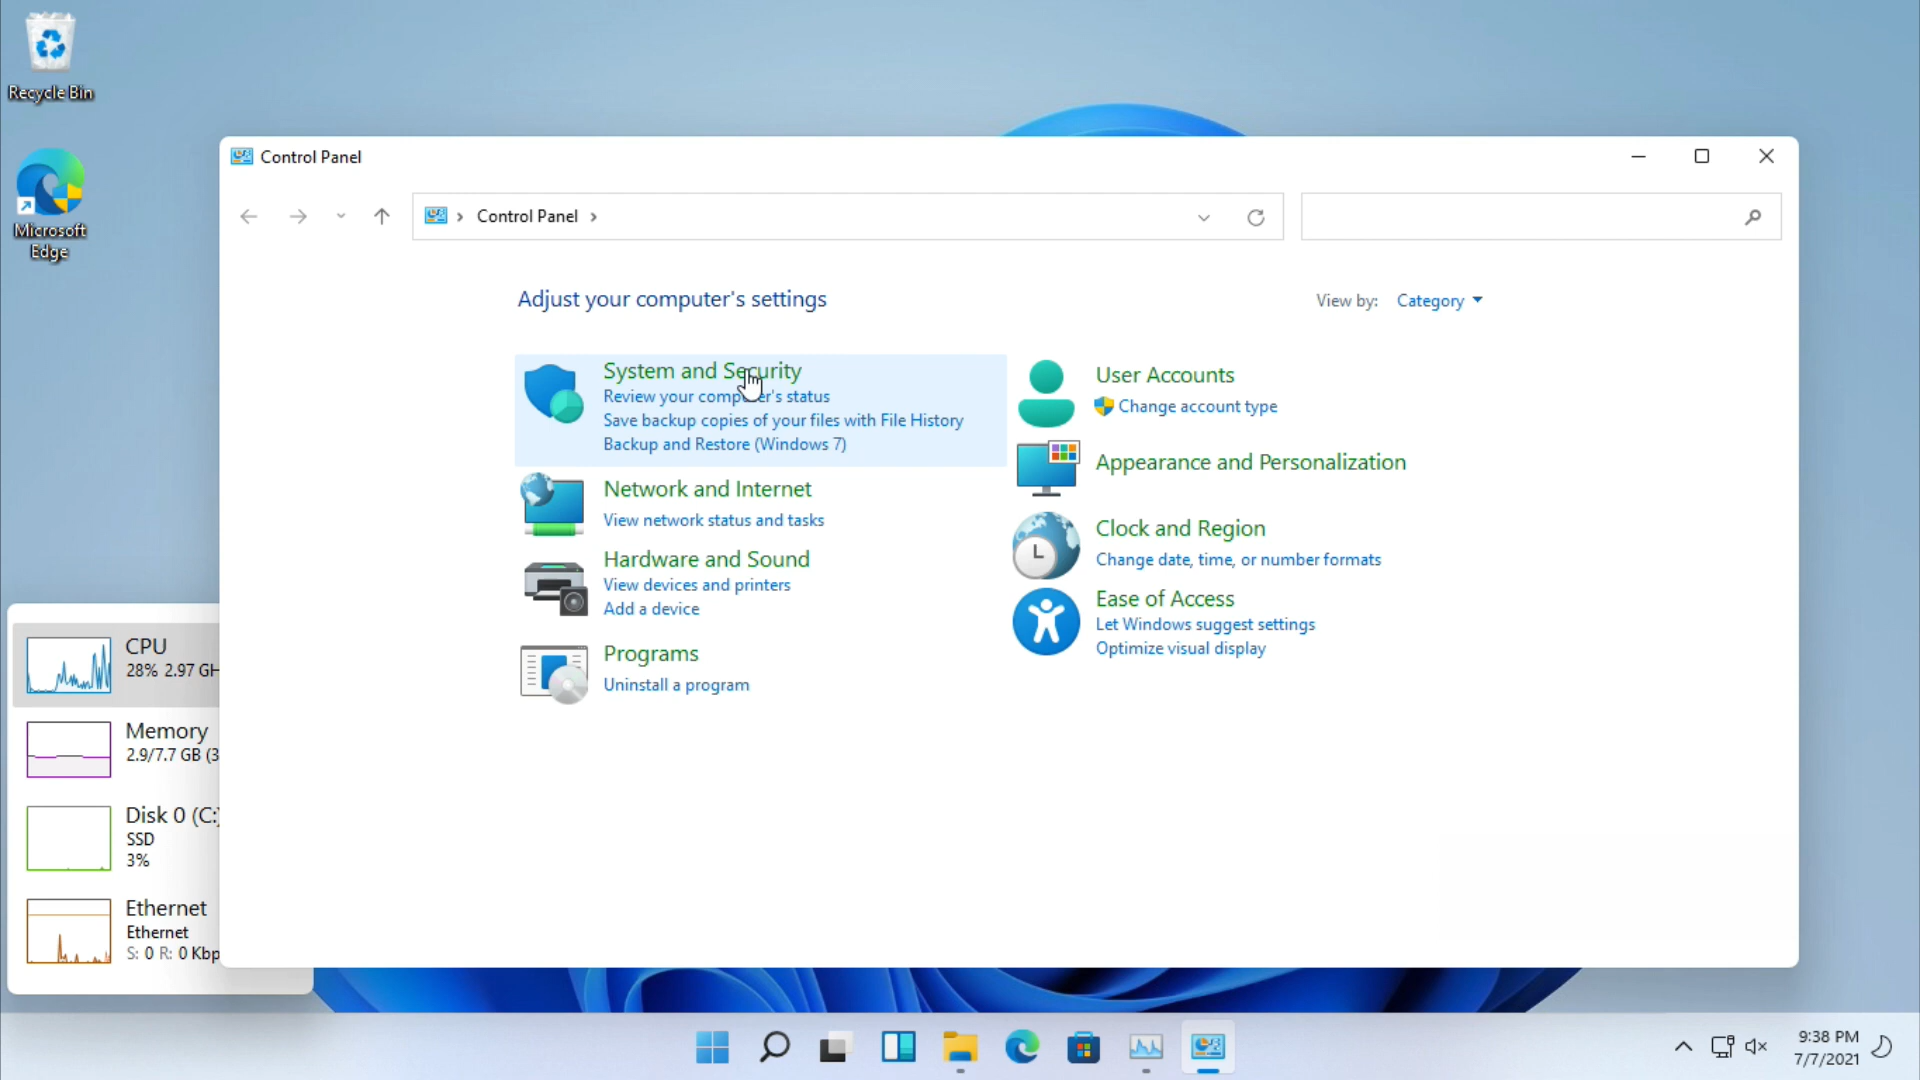 Recycle Bin
Microsoft
Edge
Control Panel
Control Panel
Adjust your computer's settings
View by: Category
System and Security
Review your computer's status
Save backup copies of your files with File History
Backup and Restore (Windows 7)
Network and Internet
View network status and tasks
Hardware and Sound
View devices and printers
Add a device
Programs
Uninstall a program
User Accounts
Change account type
Appearance and Personalization
Clock and Region
Change date, time, or number formats
Ease of Access
Let Windows suggest settings
Optimize visual display
CPU
28% 2.97 GH
Memory
2.9/7.7 GB (3
Disk 0 (C:)
SSD
3%
Ethernet
Ethernet
S: 0 R: 0 Kbp
9:38 PM
7/7/2021